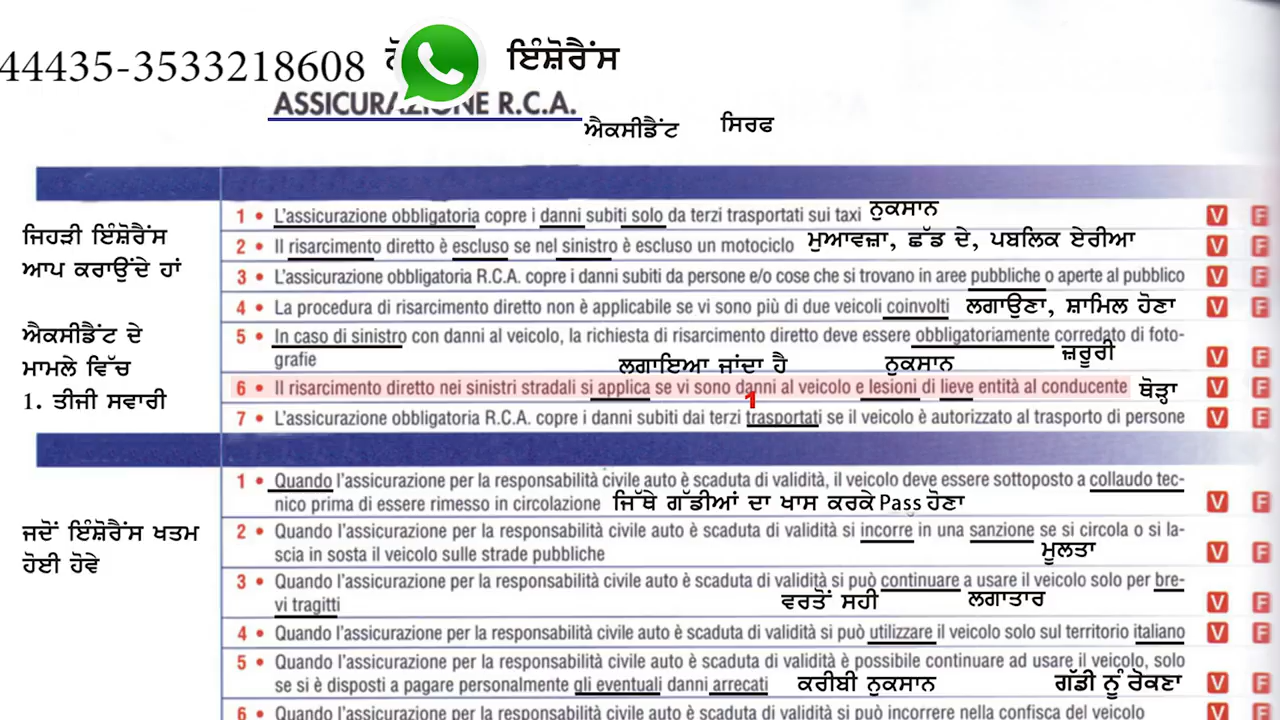 44435-3533218608 ਇੰਸ਼ੋਰੈਂਸ
ASSICURAZIONE R.C.A.
ਐਕਸੀਡੈਂਟ ਸਿਰਫ
ਜਿਹੜੀ ਇੰਸ਼ੋਰੈਂਸ
ਆਪ ਕਰਾਉਂਦੇ ਹਾਂ
ਐਕਸੀਡੈਂਟ ਦੇ
ਮਾਮਲੇ ਵਿੱਚ
1. ਤੀਜੀ ਸਵਾਰੀ
1 • L'assicurazione obbligatoria copre i danni subiti solo da terzi trasportati sui taxi ਨੁਕਸਾਨ V F
2 • Il risarcimento diretto è escluso se nel sinistro è escluso un motociclo ਮੁਆਵਜ਼ਾ, ਛੱਡ ਦੇ, ਪਬਲਿਕ ਏਰੀਆ V F
3 • L'assicurazione obbligatoria R.C.A. copre i danni subiti da persone e/o cose che si trovano in aree pubbliche o aperte al pubblico V F
4 • La procedura di risarcimento diretto non è applicabile se vi sono più di due veicoli coinvolti ਲਗਾਉਣਾ, ਸ਼ਾਮਿਲ ਹੋਣਾ V F
5 • In caso di sinistro con danni al veicolo, la richiesta di risarcimento diretto deve essere obbligatoriamente corredato di foto-
grafie V F
ਲਗਾਇਆ ਜਾਂਦਾ ਹੈ ਨੁਕਸਾਨ ਜ਼ਰੂਰੀ
6 • Il risarcimento diretto nei sinistri stradali si applica se vi sono danni al veicolo e lesioni di lieve entità al conducente ਥੋੜ੍ਹਾ V F
7 • L'assicurazione obbligatoria R.C.A. copre i danni subiti dai terzi trasportati se il veicolo è autorizzato al trasporto di persone V F
ਜਦੋਂ ਇੰਸ਼ੋਰੈਂਸ ਖਤਮ
ਹੋਈ ਹੋਵੇ
1 • Quando l'assicurazione per la responsabilità civile auto è scaduta di validità, il veicolo deve essere sottoposto a collaudo tec-
nico prima di essere rimesso in circolazione ਜਿੱਥੇ ਗੱਡੀਆਂ ਦਾ ਖਾਸ ਕਰਕੇ Pass ਹੋਣਾ V F
2 • Quando l'assicurazione per la responsabilità civile auto è scaduta di validità si incorre in una sanzione se si circola o si la-
scia in sosta il veicolo sulle strade pubbliche ਮੂਲਤਾ V F
3 • Quando l'assicurazione per la responsabilità civile auto è scaduta di validità si può continuare a usare il veicolo solo per bre-
vi tragitti ਵਰਤੋਂ ਸਹੀ ਲਗਾਤਾਰ V F
4 • Quando l'assicurazione per la responsabilità civile auto è scaduta di validità si può utilizzare il veicolo solo sul territorio italiano V F
5 • Quando l'assicurazione per la responsabilità civile auto è scaduta di validità è possibile continuare ad usare il veicolo, solo
se si è disposti a pagare personalmente gli eventuali danni arrecati ਕਰੀਬੀ ਨੁਕਸਾਨ ਗੱਡੀ ਨੂੰ ਰੋਕਣਾ V F
6 • Quando l'assicurazione per la responsabilità civile auto è scaduta di validità si può incorrere nella confisca del veicolo V F